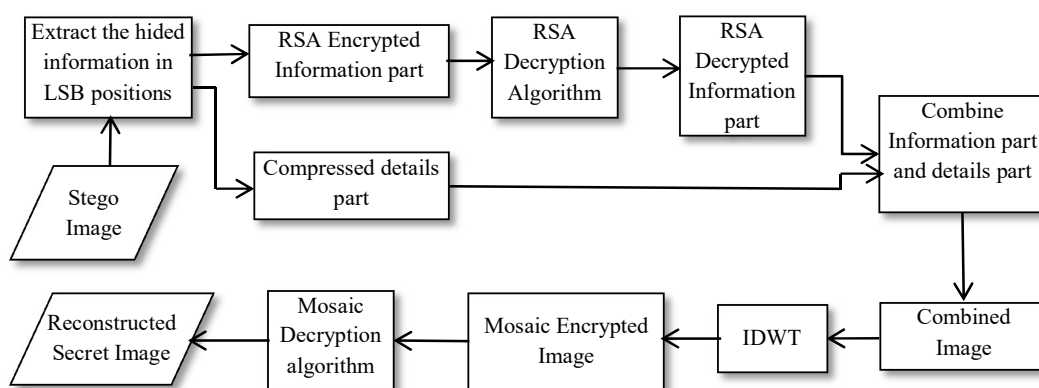 Extract the hided
information in
LSB positions
RSA Encrypted
Information part
RSA
Decryption
Algorithm
RSA
Decrypted
Information
part
Combine
Information part
and details part
Compressed details
part
Stego
Image
Reconstructed
Secret Image
Mosaic
Decryption
algorithm
Mosaic Encrypted
Image
IDWT
Combined
Image